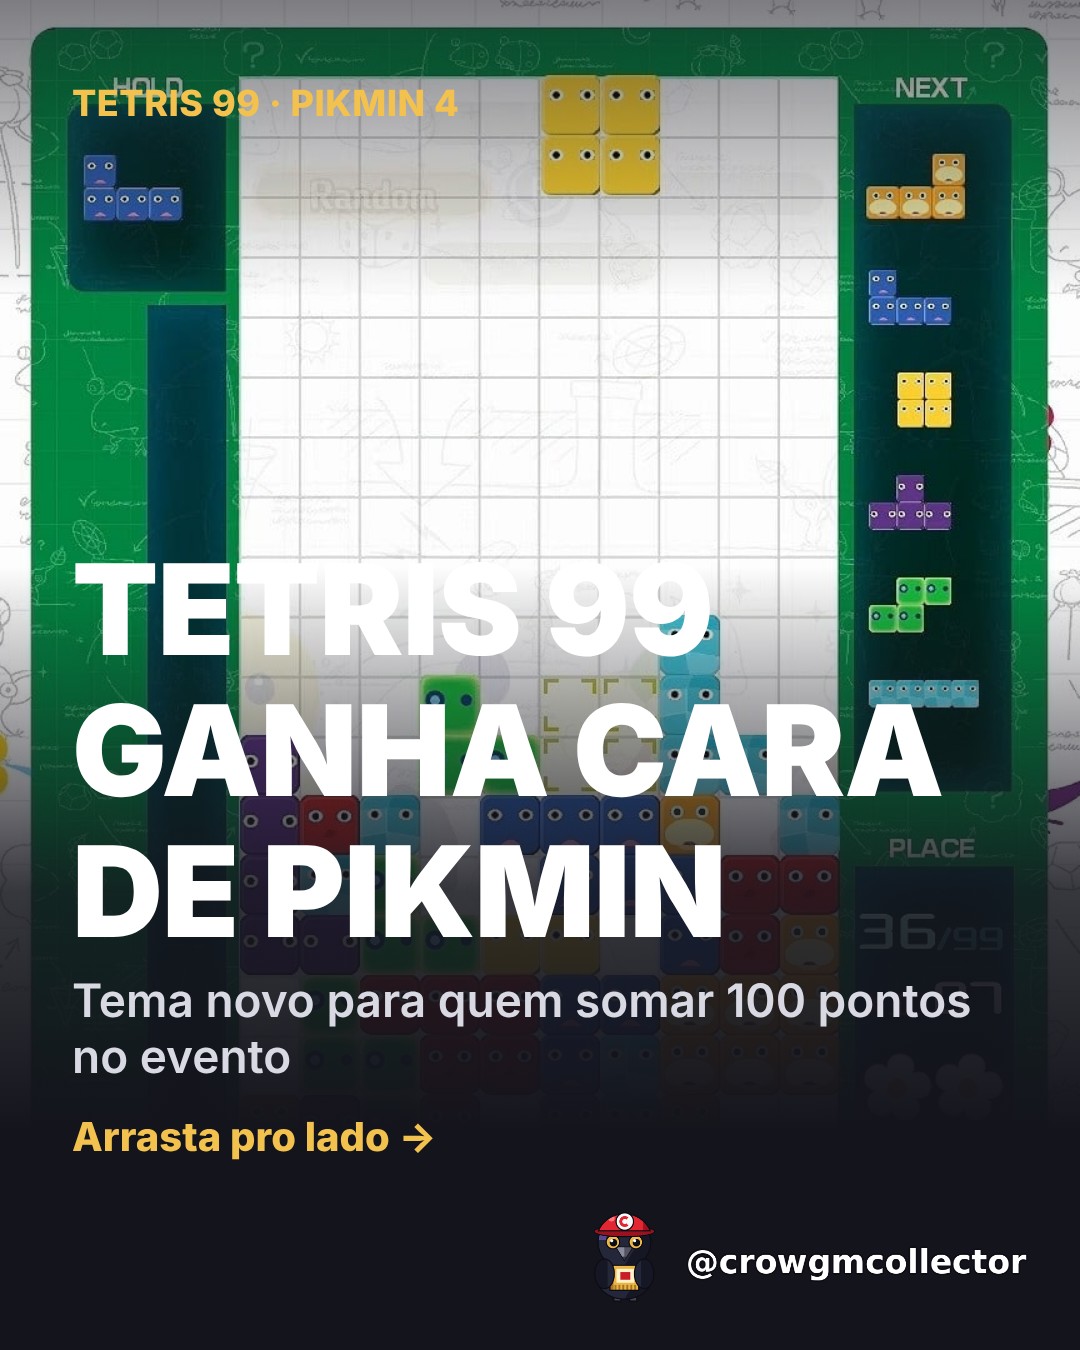 HOLD
TETRIS 99 · PIKMIN 4
NEXT
Random
TETRIS 99
GANHA CARA
DE PIKMIN
PLACE
36/99
Tema novo para quem somar 100 pontos
no evento
Arrasta pro lado →
C
@crowgmcollector